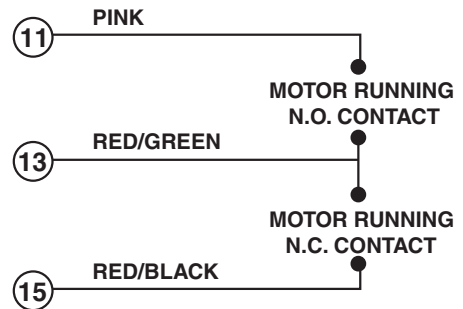 PINK
11
MOTOR RUNNING
N.O. CONTACT
RED/GREEN
13
MOTOR RUNNING
N.C. CONTACT
RED/BLACK
15